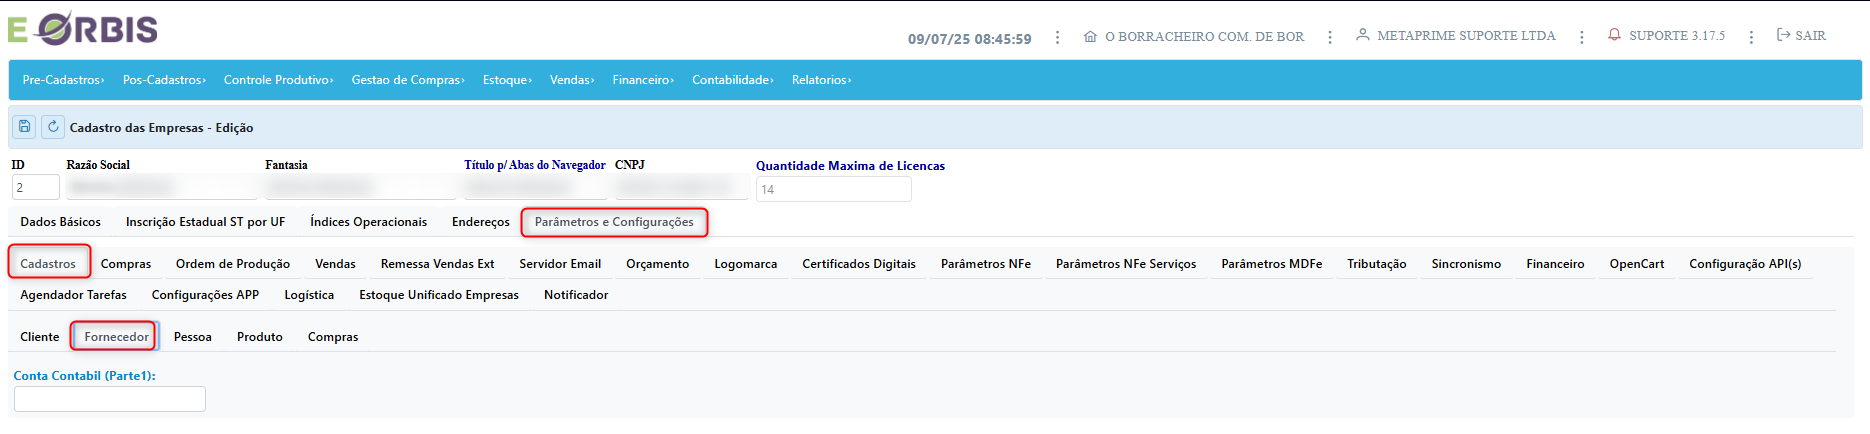 E ORBIS
09/07/25 08:45:59 O BORRACHEIRO COM. DE BOR METAPRIME SUPORTE LTDA SUPORTE 3.17.5 SAIR
Pre-Cadastros› Pos-Cadastros› Controle Produtivo› Gestao de Compras› Estoque› Vendas› Financeiro› Contabilidade› Relatorios›
Cadastro das Empresas - Edição
ID Razão Social Fantasia Título p/ Abas do Navegador CNPJ Quantidade Maxima de Licencas
2 14
Dados Básicos Inscrição Estadual ST por UF Índices Operacionais Endereços Parâmetros e Configurações
Cadastros Compras Ordem de Produção Vendas Remessa Vendas Ext Servidor Email Orçamento Logomarca Certificados Digitais Parâmetros NFe Parâmetros NFe Serviços Parâmetros MDFe Tributação Sincronismo Financeiro OpenCart Configuração API(s)
Agendador Tarefas Configurações APP Logística Estoque Unificado Empresas Notificador
Cliente Fornecedor Pessoa Produto Compras
Conta Contabil (Parte1):